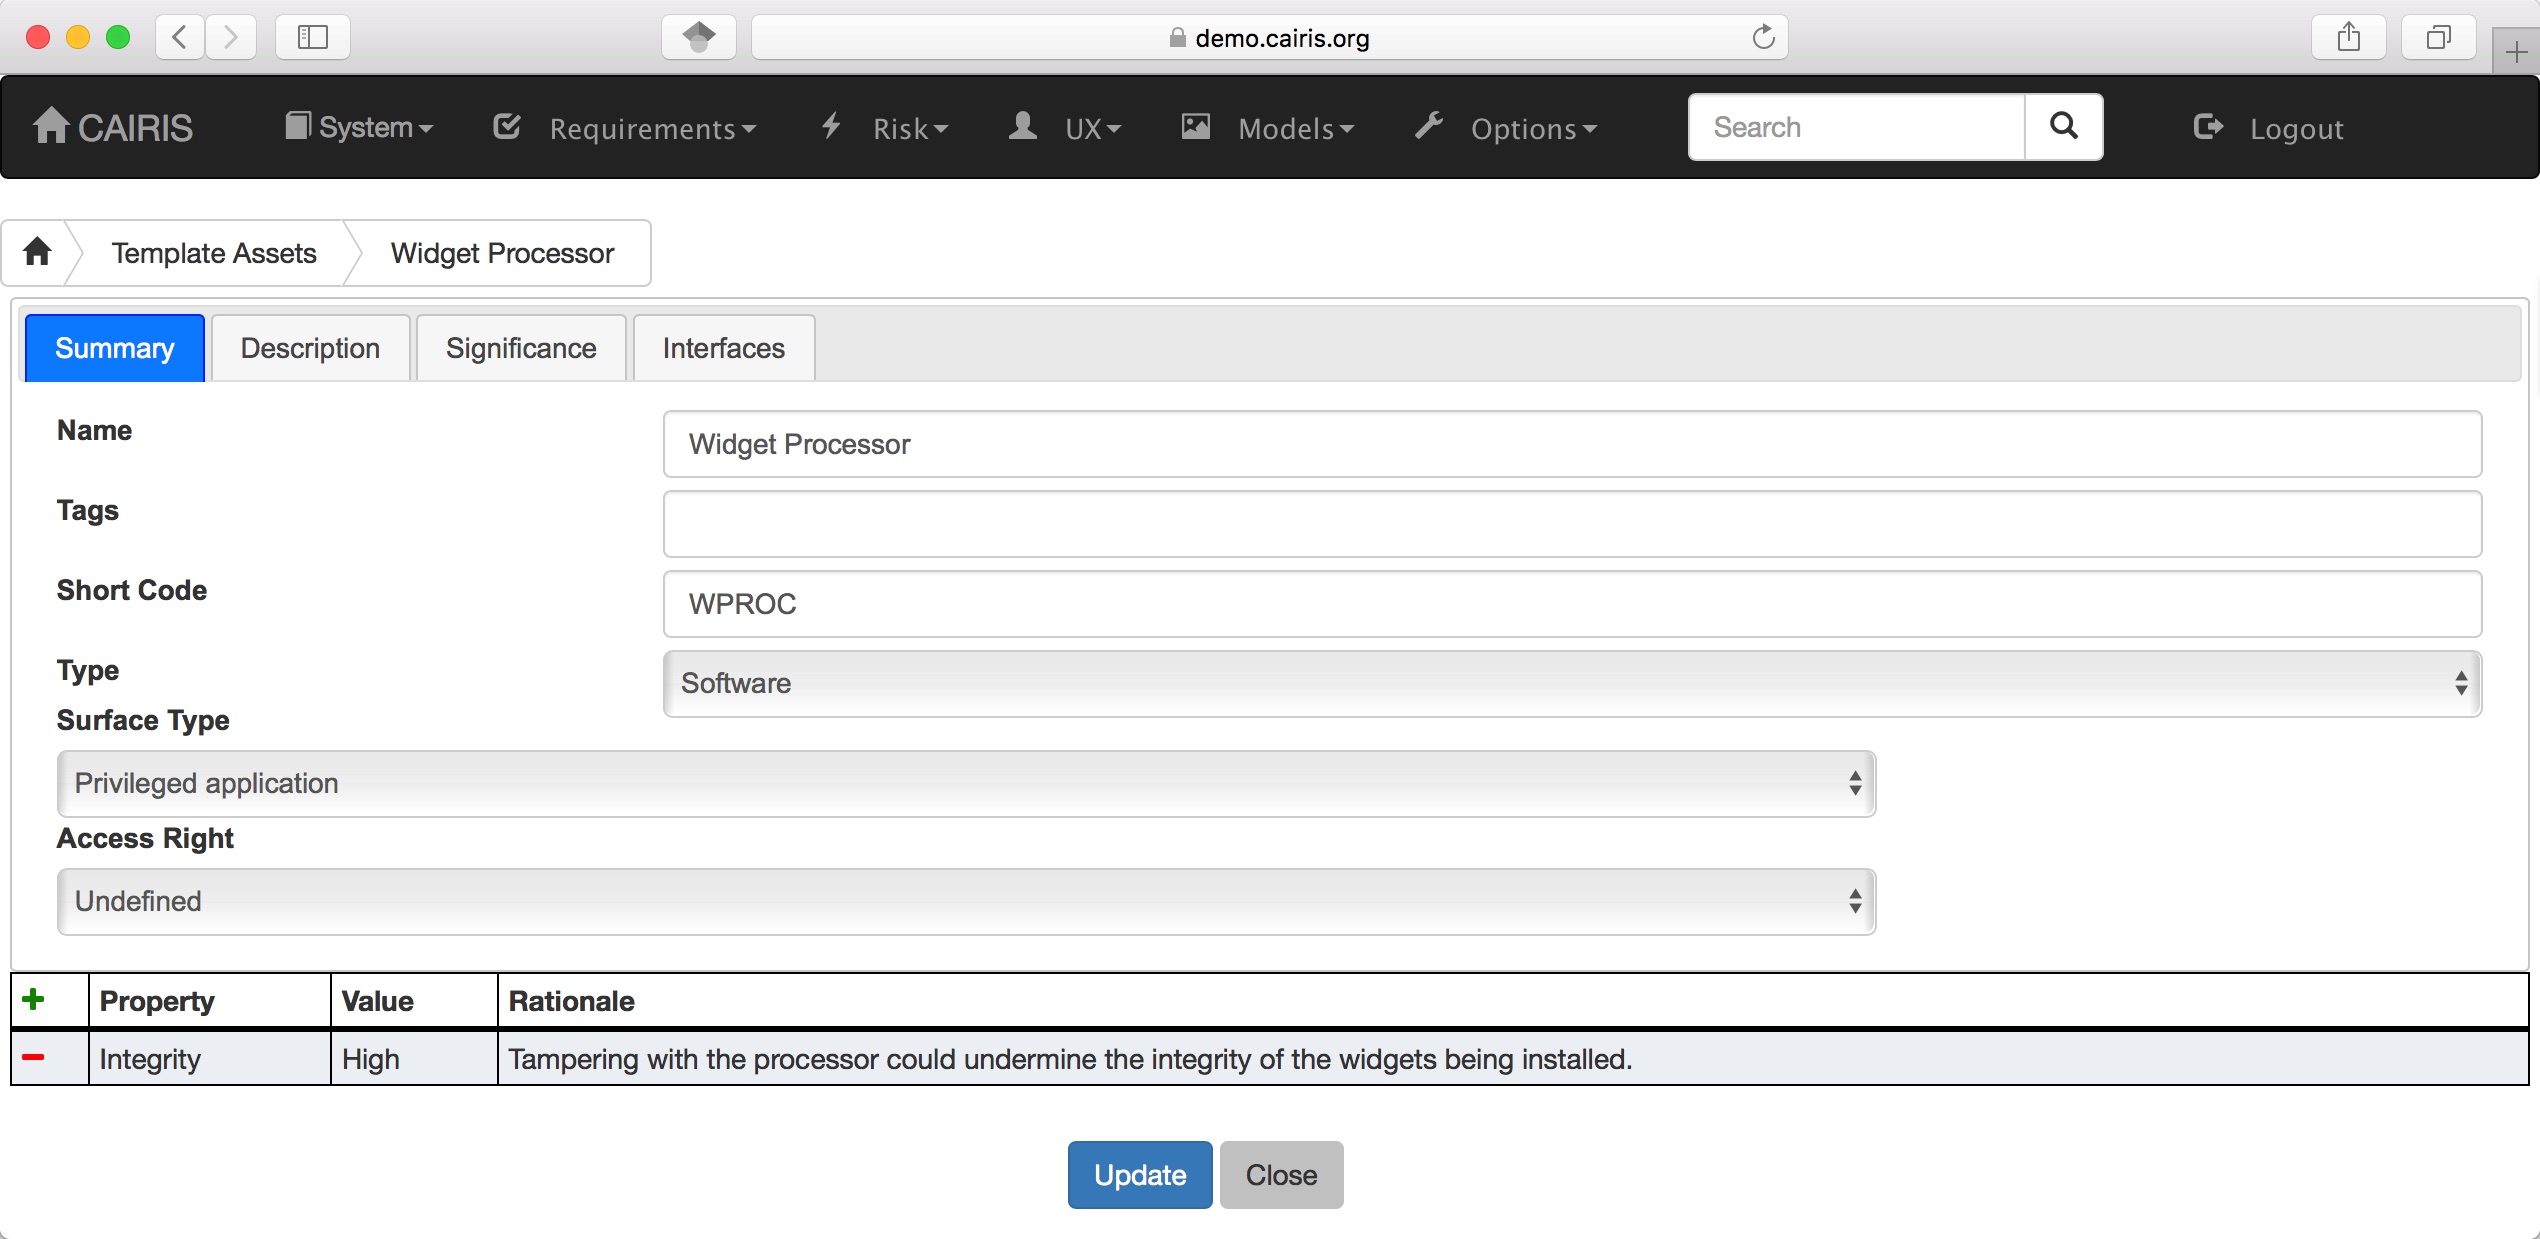 demo.cairis.org
CAIRIS System Requirements Risk UX Models Options Search Logout
Template Assets Widget Processor
Summary Description Significance Interfaces
Name Widget Processor
Tags
Short Code WPROC
Type Software
Surface Type
Privileged application
Access Right
Undefined
Property Value Rationale
Integrity High Tampering with the processor could undermine the integrity of the widgets being installed.
Update Close